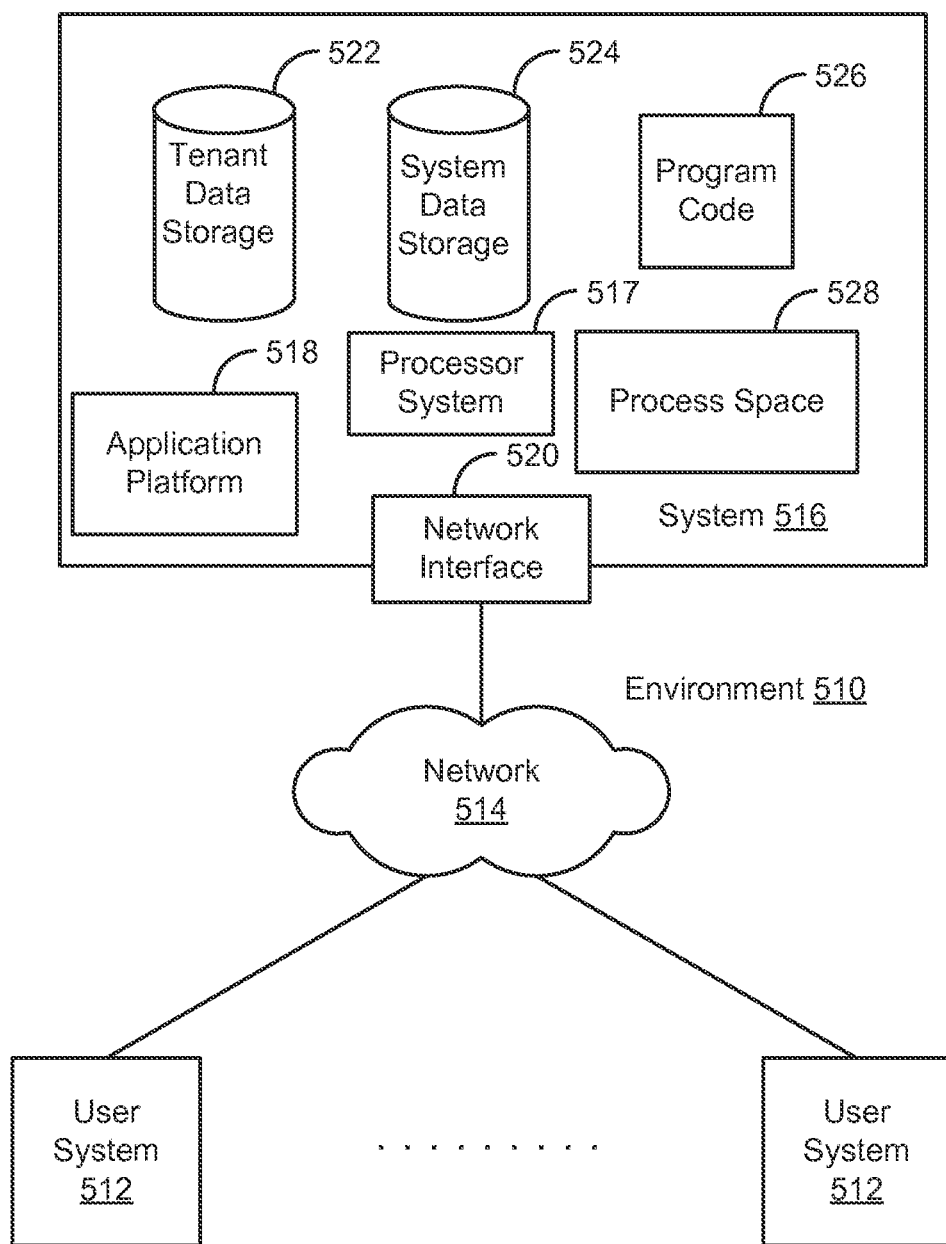 522
524
526
Tenant
Data
Storage
System
Data
Storage
Program
Code
517
528
518
Processor
System
Process Space
Application
Platform
520
Network
Interface
System 516
Environment 510
Network
514
User
System
512
User
System
512